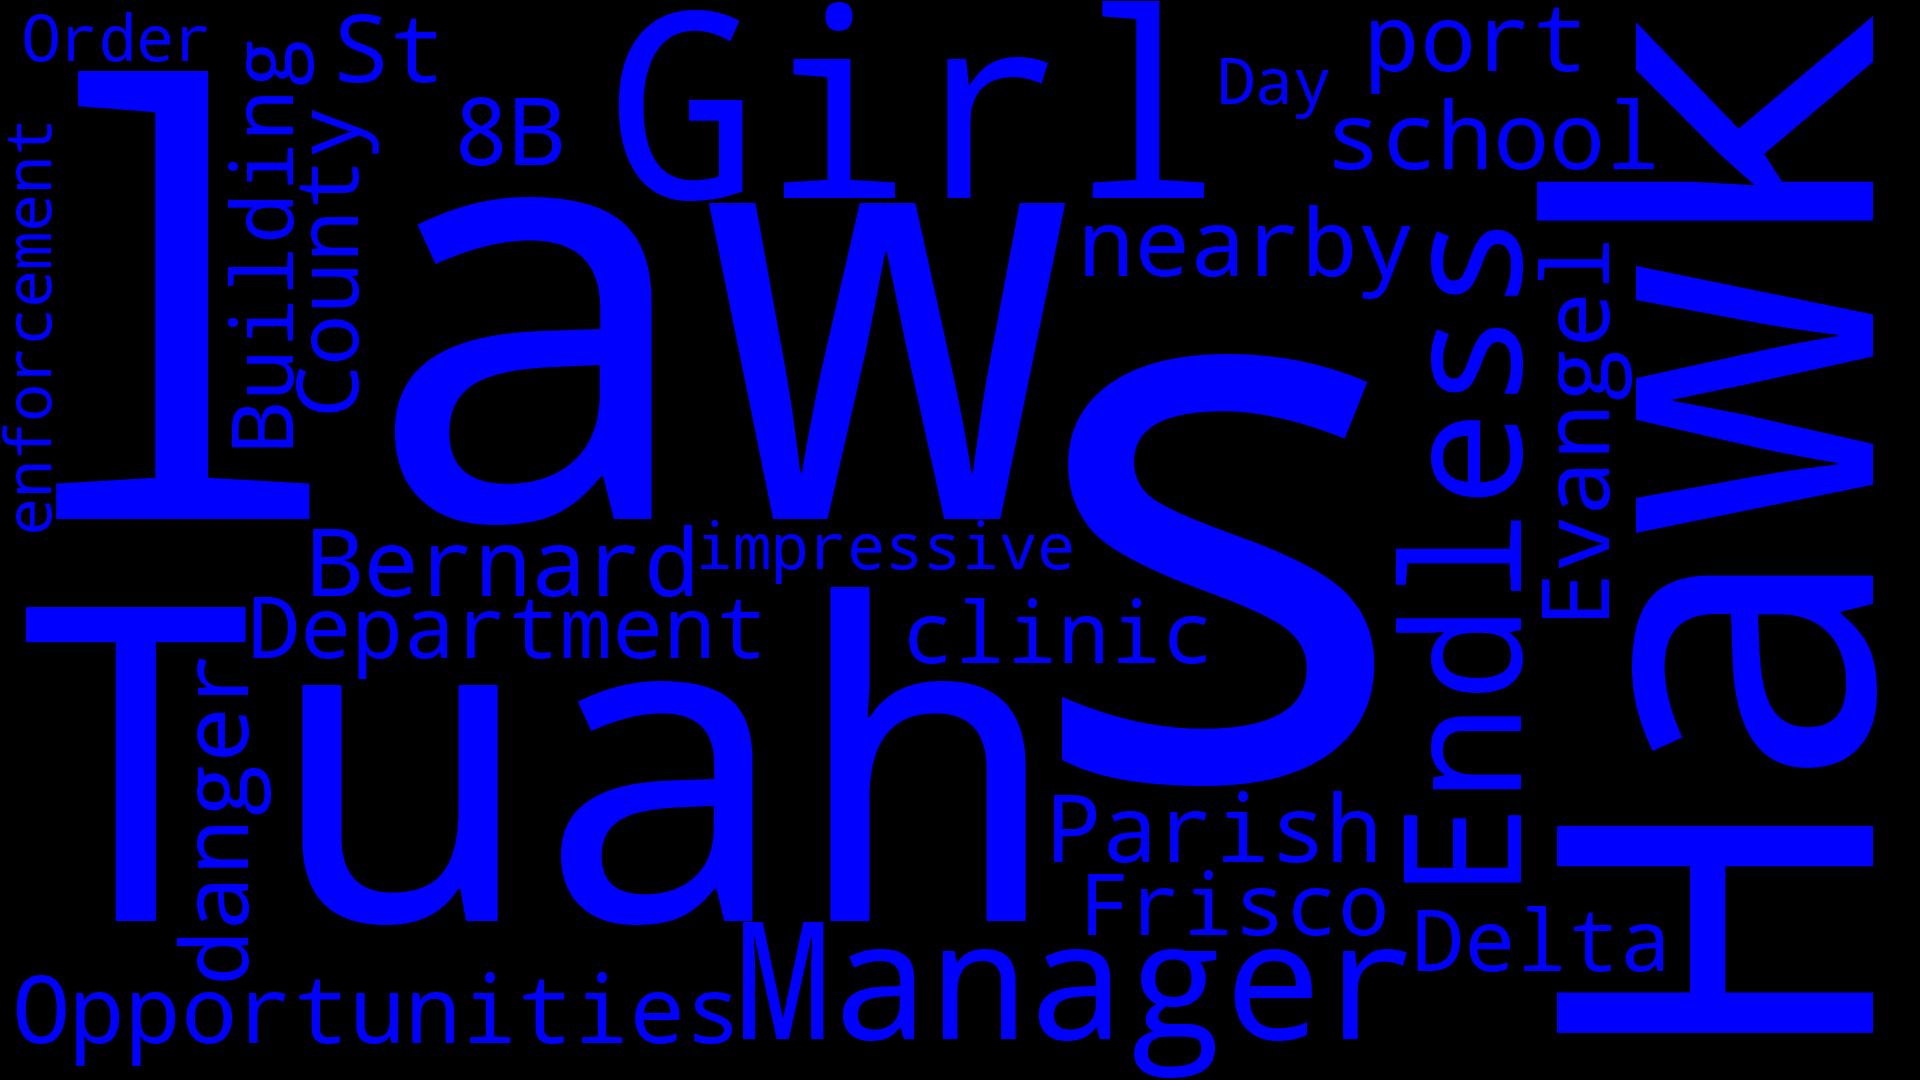 Order
St
Girl
port
Day
8B
school
Building
County
enforcement
laws
nearby
Endless
Evangel
Hawk
Bernard
impressive
Department
clinic
Tuah
danger
Parish
Frisco
Delta
Opportunities
Manager